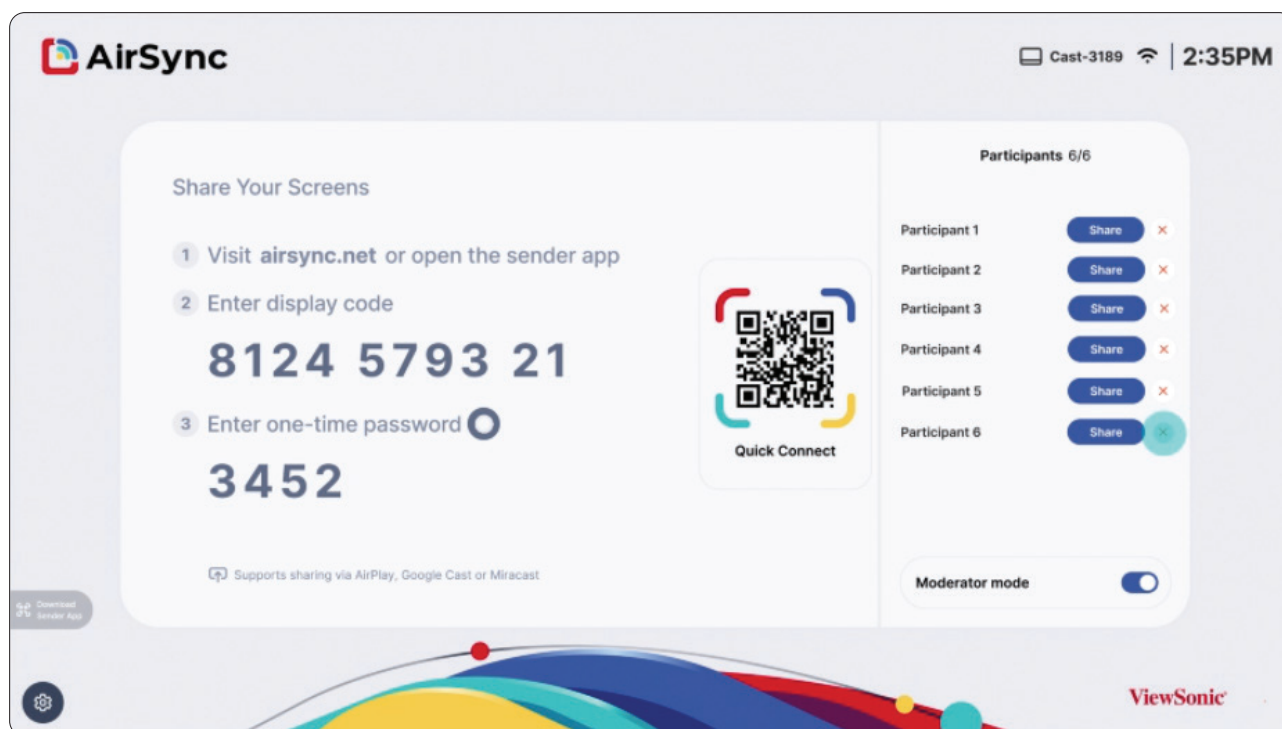 AirSync
Cast-3189
2:35PM
Share Your Screens
1 Visit airsync.net or open the sender app
2 Enter display code
8124 5793 21
3 Enter one-time password
3452
Supports sharing via AirPlay, Google Cast or Miracast
Quick Connect
Participants 6/6
Participant 1 Share
Participant 2 Share
Participant 3 Share
Participant 4 Share
Participant 5 Share
Participant 6 Share
Moderator mode
Download
Sender App
ViewSonic